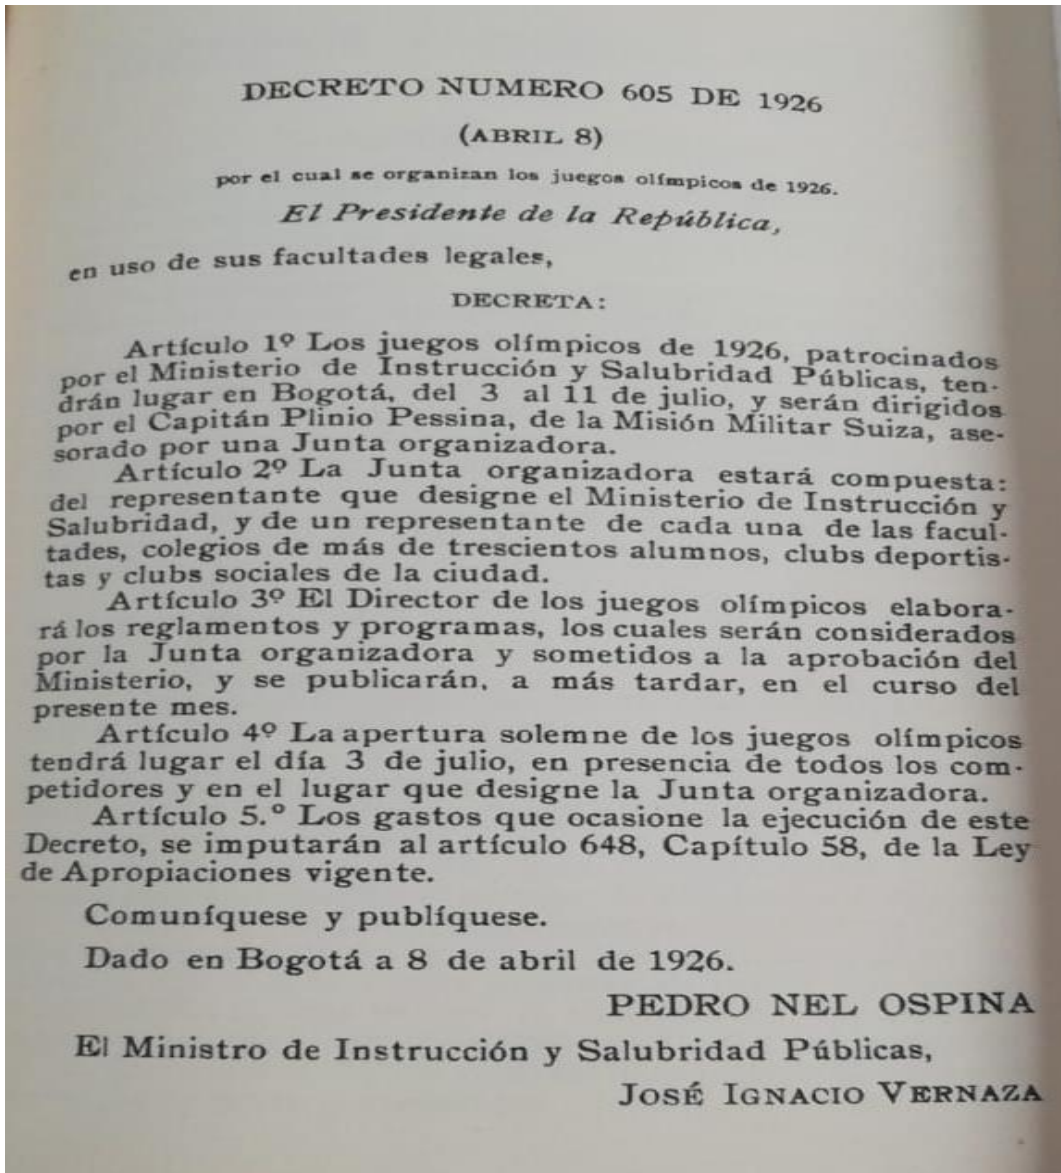 DECRETO NUMERO 605 DE 1926
(ABRIL 8)
por el cual se organizan los juegos olímpicos de 1926.
El Presidente de la República,
en uso de sus facultades legales,
DECRETA:
Artículo 1º Los juegos olímpicos de 1926, patrocinados
por el Ministerio de Instrucción y Salubridad Públicas, ten-
drán lugar en Bogotá, del 3 al 11 de julio, y serán dirigidos
por el Capitán Plinio Pessina, de la Misión Militar Suiza, ase-
sorado por una Junta organizadora.
Artículo 2º La Junta organizadora estará compuesta:
del representante que designe el Ministerio de Instrucción y
Salubridad, y de un representante de cada una de las facul-
tades, colegios de más de trescientos alumnos, clubs deportis-
tas y clubs sociales de la ciudad.
Artículo 3º El Director de los juegos olímpicos elabora-
rá los reglamentos y programas, los cuales serán considerados
por la Junta organizadora y sometidos a la aprobación del
Ministerio, y se publicarán, a más tardar, en el curso del
presente mes.
Artículo 4º La apertura solemne de los juegos olímpicos
tendrá lugar el día 3 de julio, en presencia de todos los com-
petidores y en el lugar que designe la Junta organizadora.
Artículo 5.º Los gastos que ocasione la ejecución de este
Decreto, se imputarán al artículo 648, Capítulo 58, de la Ley
de Apropiaciones vigente.
Comuníquese y publíquese.
Dado en Bogotá a 8 de abril de 1926.
PEDRO NEL OSPINA
El Ministro de Instrucción y Salubridad Públicas,
JOSÉ IGNACIO VERNAZA